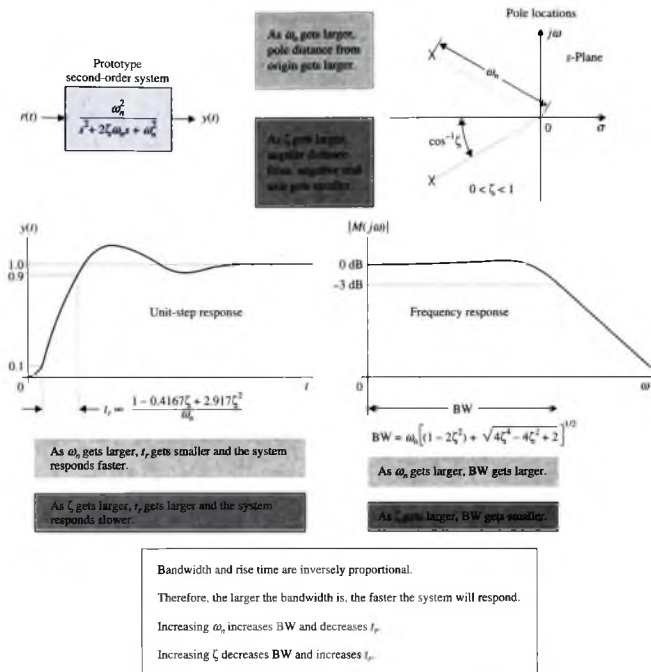 Pole locations
jω
s-Plane
As ωn gets larger,
pole distance from
origin gets larger.
ωn
Prototype
second-order system
r(t)
ωn²
s² + 2ζωn s + ωn²
y(t)
0
σ
cos⁻¹ ζ
As ζ gets larger,
angular distance
from negative real
axis gets smaller.
0 < ζ < 1
y(t)
1.0
0.9
0.1
0
Unit-step response
t
tr = (1 – 0.4167ζ + 2.917ζ²) / ωn
|M(jω)|
0 dB
–3 dB
Frequency response
0
ω
BW
BW = ωn[(1 – 2ζ²) + √(4ζ⁴ – 4ζ² + 2)]^1/2
As ωn gets larger, tr gets smaller and the system
responds faster.
As ωn gets larger, BW gets larger.
As ζ gets larger, tr gets larger and the system
responds slower.
As ζ gets larger, BW gets smaller.
Bandwidth and rise time are inversely proportional.
Therefore, the larger the bandwidth is, the faster the system will respond.
Increasing ωn increases BW and decreases tr.
Increasing ζ decreases BW and increases tr.